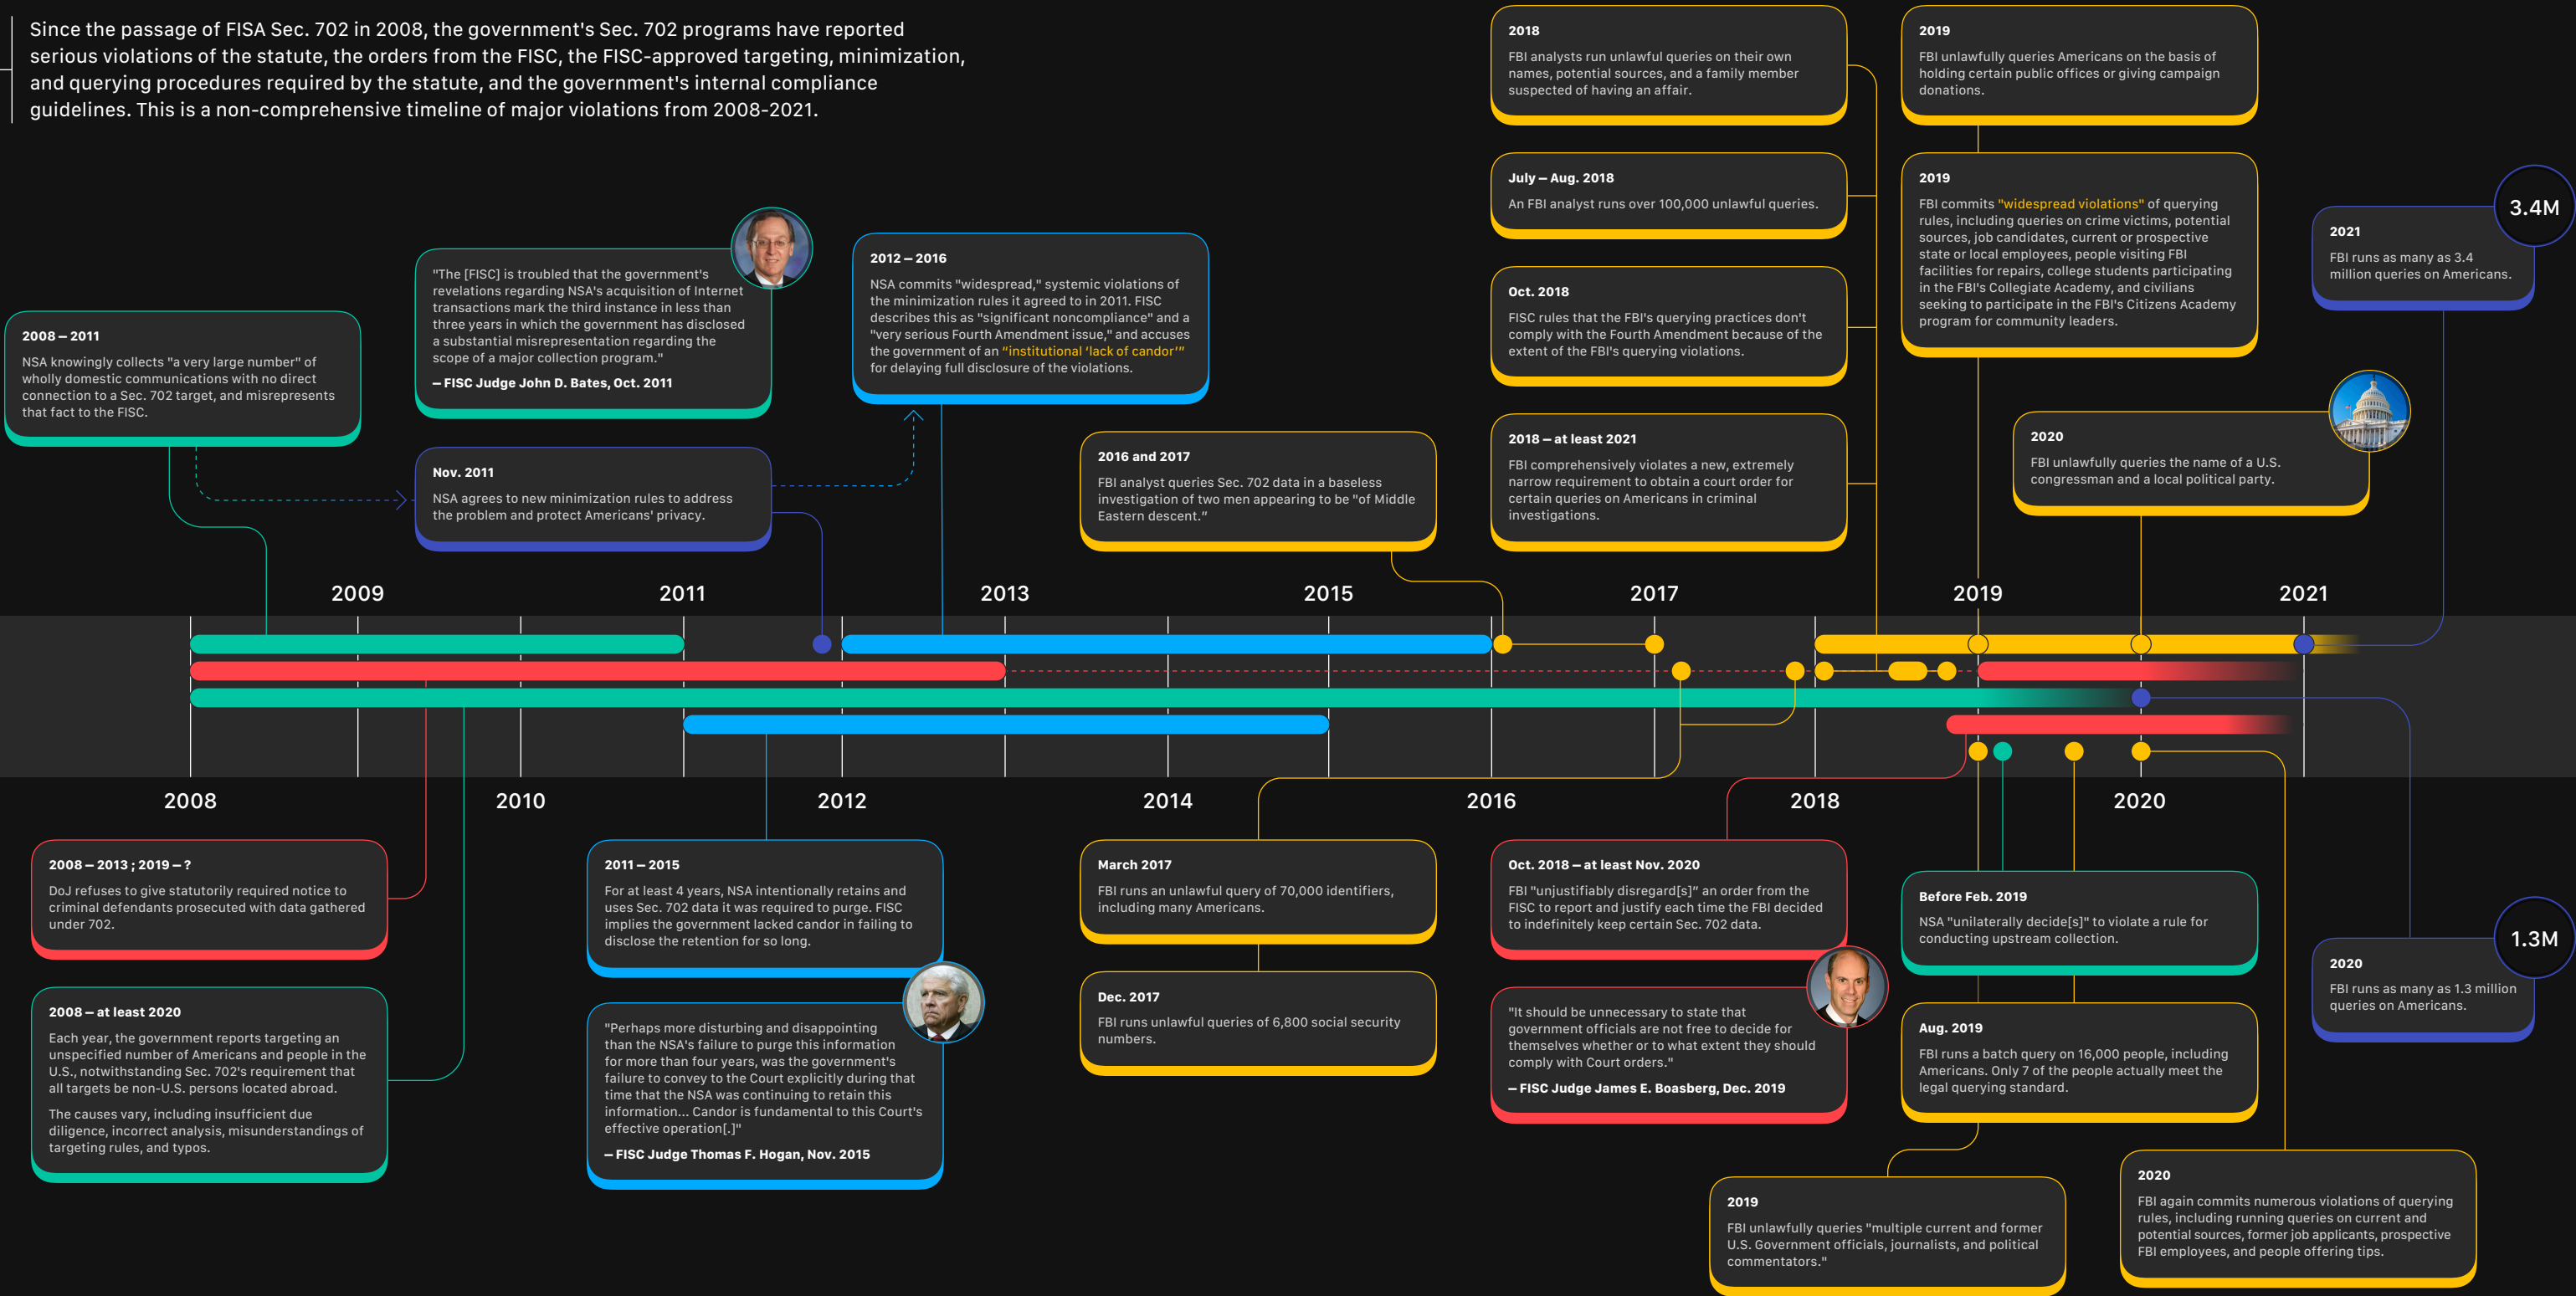 Since the passage of FISA Sec. 702 in 2008, the government's Sec. 702 programs have reported
serious violations of the statute, the orders from the FISC, the FISC-approved targeting, minimization,
and querying procedures required by the statute, and the government's internal compliance
guidelines. This is a non-comprehensive timeline of major violations from 2008-2021.
2008 – 2011
NSA knowingly collects "a very large number" of
wholly domestic communications with no direct
connection to a Sec. 702 target, and misrepresents
that fact to the FISC.
"The [FISC] is troubled that the government's
revelations regarding NSA's acquisition of Internet
transactions mark the third instance in less than
three years in which the government has disclosed
a substantial misrepresentation regarding the
scope of a major collection program."
– FISC Judge John D. Bates, Oct. 2011
Nov. 2011
NSA agrees to new minimization rules to address
the problem and protect Americans' privacy.
2012 – 2016
NSA commits "widespread," systemic violations of
the minimization rules it agreed to in 2011. FISC
describes this as "significant noncompliance" and a
"very serious Fourth Amendment issue," and accuses
the government of an “institutional ‘lack of candor’”
for delaying full disclosure of the violations.
2016 and 2017
FBI analyst queries Sec. 702 data in a baseless
investigation of two men appearing to be "of Middle
Eastern descent.”
2018
FBI analysts run unlawful queries on their own
names, potential sources, and a family member
suspected of having an affair.
July – Aug. 2018
An FBI analyst runs over 100,000 unlawful queries.
Oct. 2018
FISC rules that the FBI's querying practices don't
comply with the Fourth Amendment because of the
extent of the FBI's querying violations.
2018 – at least 2021
FBI comprehensively violates a new, extremely
narrow requirement to obtain a court order for
certain queries on Americans in criminal
investigations.
2019
FBI unlawfully queries Americans on the basis of
holding certain public offices or giving campaign
donations.
2019
FBI commits "widespread violations" of querying
rules, including queries on crime victims, potential
sources, job candidates, current or prospective
state or local employees, people visiting FBI
facilities for repairs, college students participating
in the FBI's Collegiate Academy, and civilians
seeking to participate in the FBI's Citizens Academy
program for community leaders.
2020
FBI unlawfully queries the name of a U.S.
congressman and a local political party.
3.4M
2021
FBI runs as many as 3.4
million queries on Americans.
2009
2011
2013
2015
2017
2019
2021
2008
2010
2012
2014
2016
2018
2020
2008 – 2013 ; 2019 – ?
DoJ refuses to give statutorily required notice to
criminal defendants prosecuted with data gathered
under 702.
2008 – at least 2020
Each year, the government reports targeting an
unspecified number of Americans and people in the
U.S., notwithstanding Sec. 702's requirement that
all targets be non-U.S. persons located abroad.
The causes vary, including insufficient due
diligence, incorrect analysis, misunderstandings of
targeting rules, and typos.
2011 – 2015
For at least 4 years, NSA intentionally retains and
uses Sec. 702 data it was required to purge. FISC
implies the government lacked candor in failing to
disclose the retention for so long.
"Perhaps more disturbing and disappointing
than the NSA's failure to purge this information
for more than four years, was the government's
failure to convey to the Court explicitly during that
time that the NSA was continuing to retain this
information... Candor is fundamental to this Court's
effective operation[.]"
– FISC Judge Thomas F. Hogan, Nov. 2015
March 2017
FBI runs an unlawful query of 70,000 identifiers,
including many Americans.
Dec. 2017
FBI runs unlawful queries of 6,800 social security
numbers.
Oct. 2018 – at least Nov. 2020
FBI "unjustifiably disregard[s]” an order from the
FISC to report and justify each time the FBI decided
to indefinitely keep certain Sec. 702 data.
"It should be unnecessary to state that
government officials are not free to decide for
themselves whether or to what extent they should
comply with Court orders."
– FISC Judge James E. Boasberg, Dec. 2019
Before Feb. 2019
NSA "unilaterally decide[s]" to violate a rule for
conducting upstream collection.
Aug. 2019
FBI runs a batch query on 16,000 people, including
Americans. Only 7 of the people actually meet the
legal querying standard.
2019
FBI unlawfully queries "multiple current and former
U.S. Government officials, journalists, and political
commentators."
1.3M
2020
FBI runs as many as 1.3 million
queries on Americans.
2020
FBI again commits numerous violations of querying
rules, including running queries on current and
potential sources, former job applicants, prospective
FBI employees, and people offering tips.